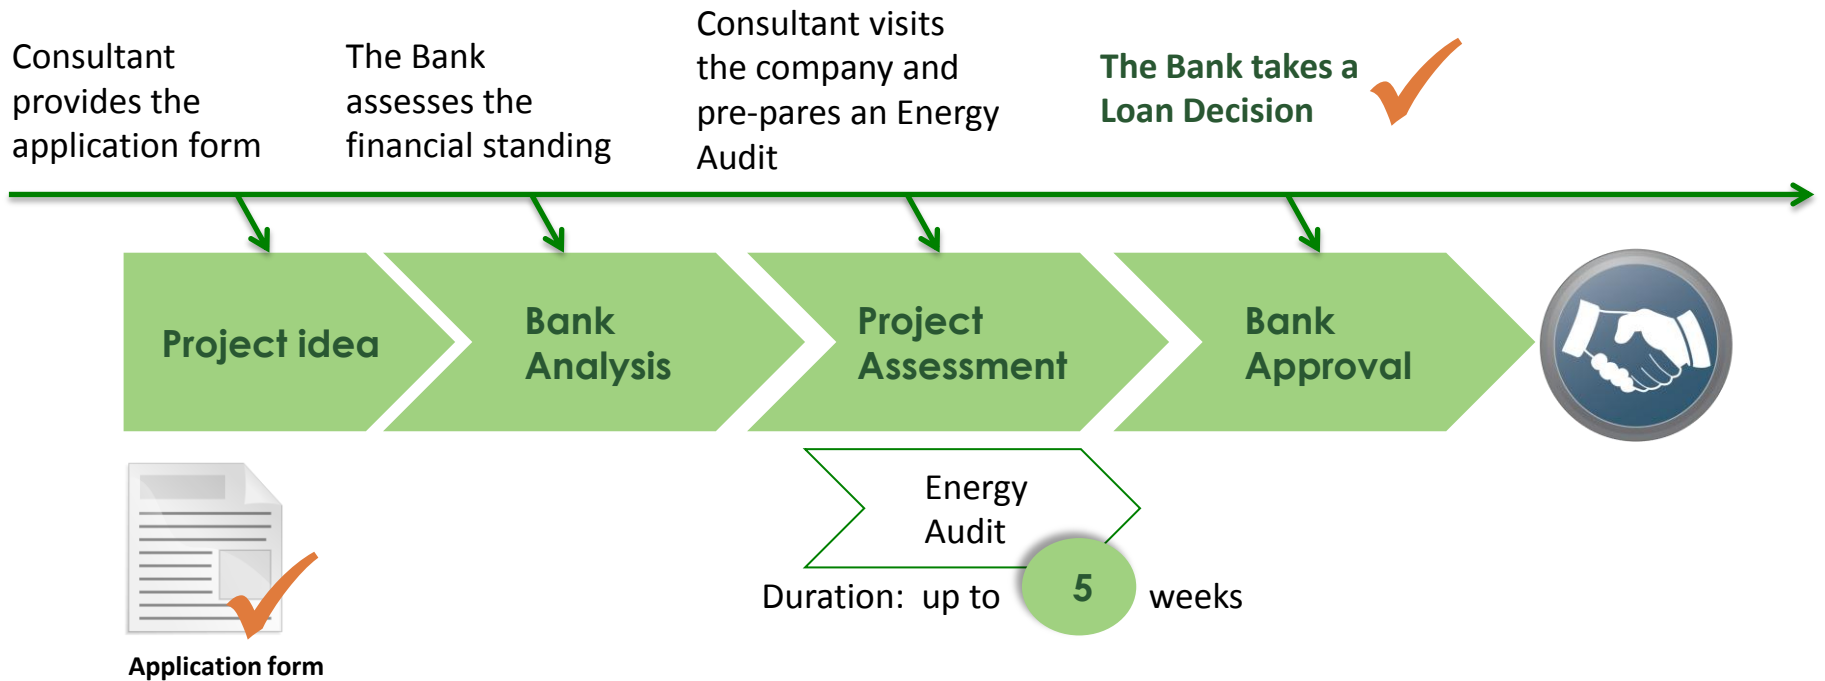 Consultant
provides the
application form
The Bank
assesses the
financial standing
Consultant visits
the company and
pre-pares an Energy
Audit
The Bank takes a
Loan Decision
Project idea
Bank
Analysis
Project
Assessment
Bank
Approval
Energy
Audit
Duration: up to 5 weeks
Application form